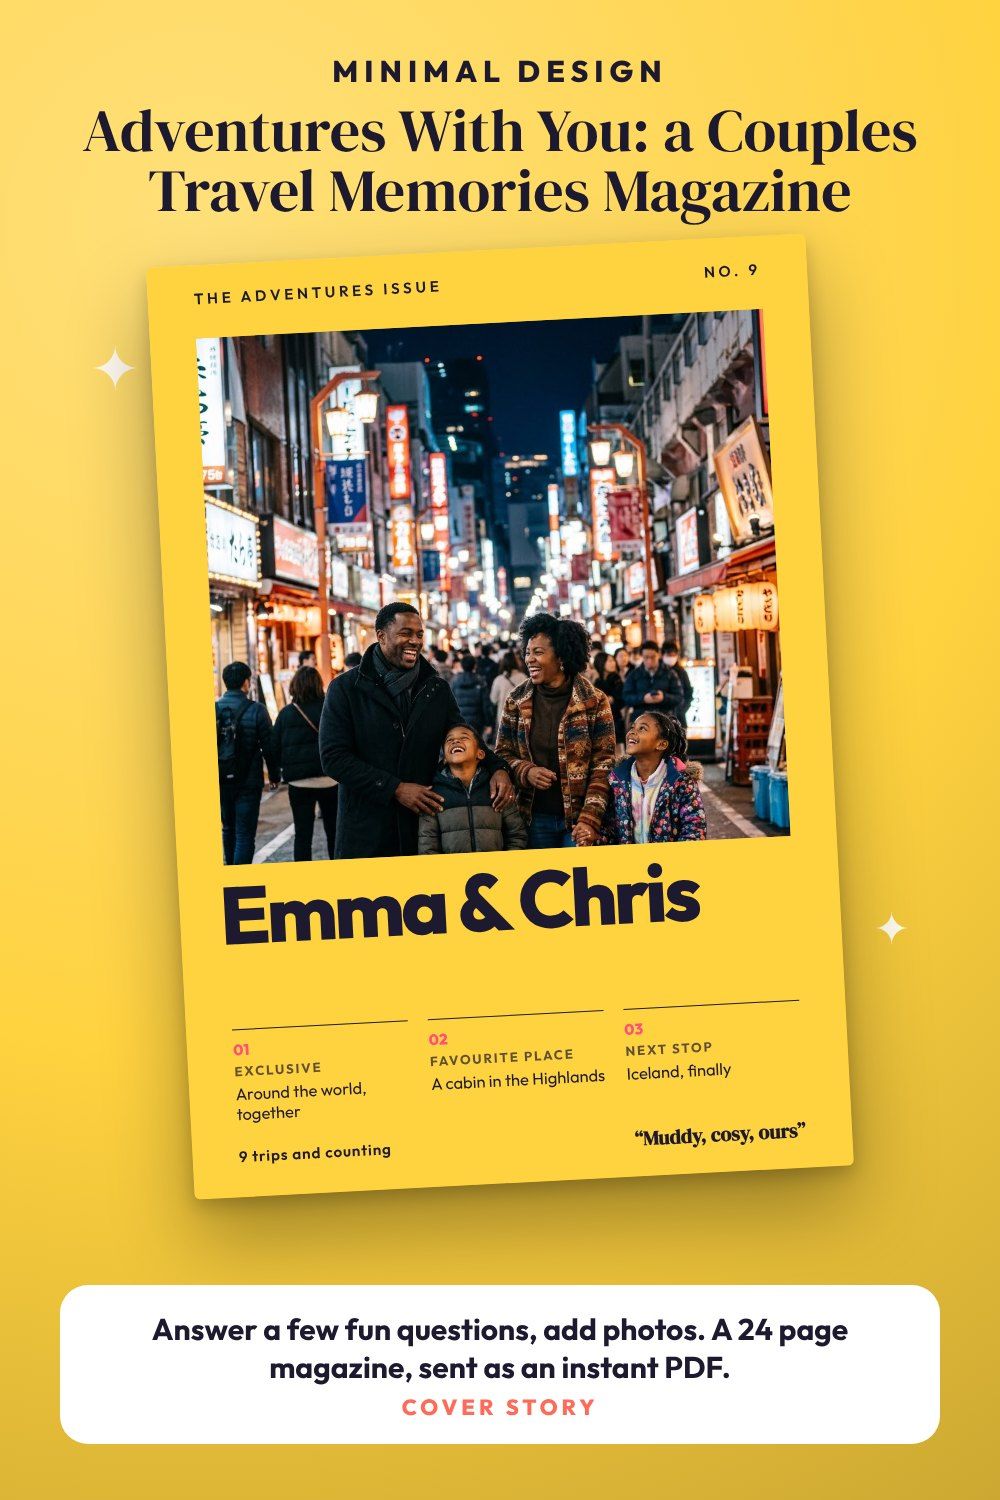 MINIMAL DESIGN
Adventures With You: a Couples
Travel Memories Magazine
THE ADVENTURES ISSUE
NO. 9
Emma & Chris
01
EXCLUSIVE
Around the world,
together
02
FAVOURITE PLACE
A cabin in the Highlands
03
NEXT STOP
Iceland, finally
9 trips and counting
“Muddy, cosy, ours”
Answer a few fun questions, add photos. A 24 page
magazine, sent as an instant PDF.
COVER STORY